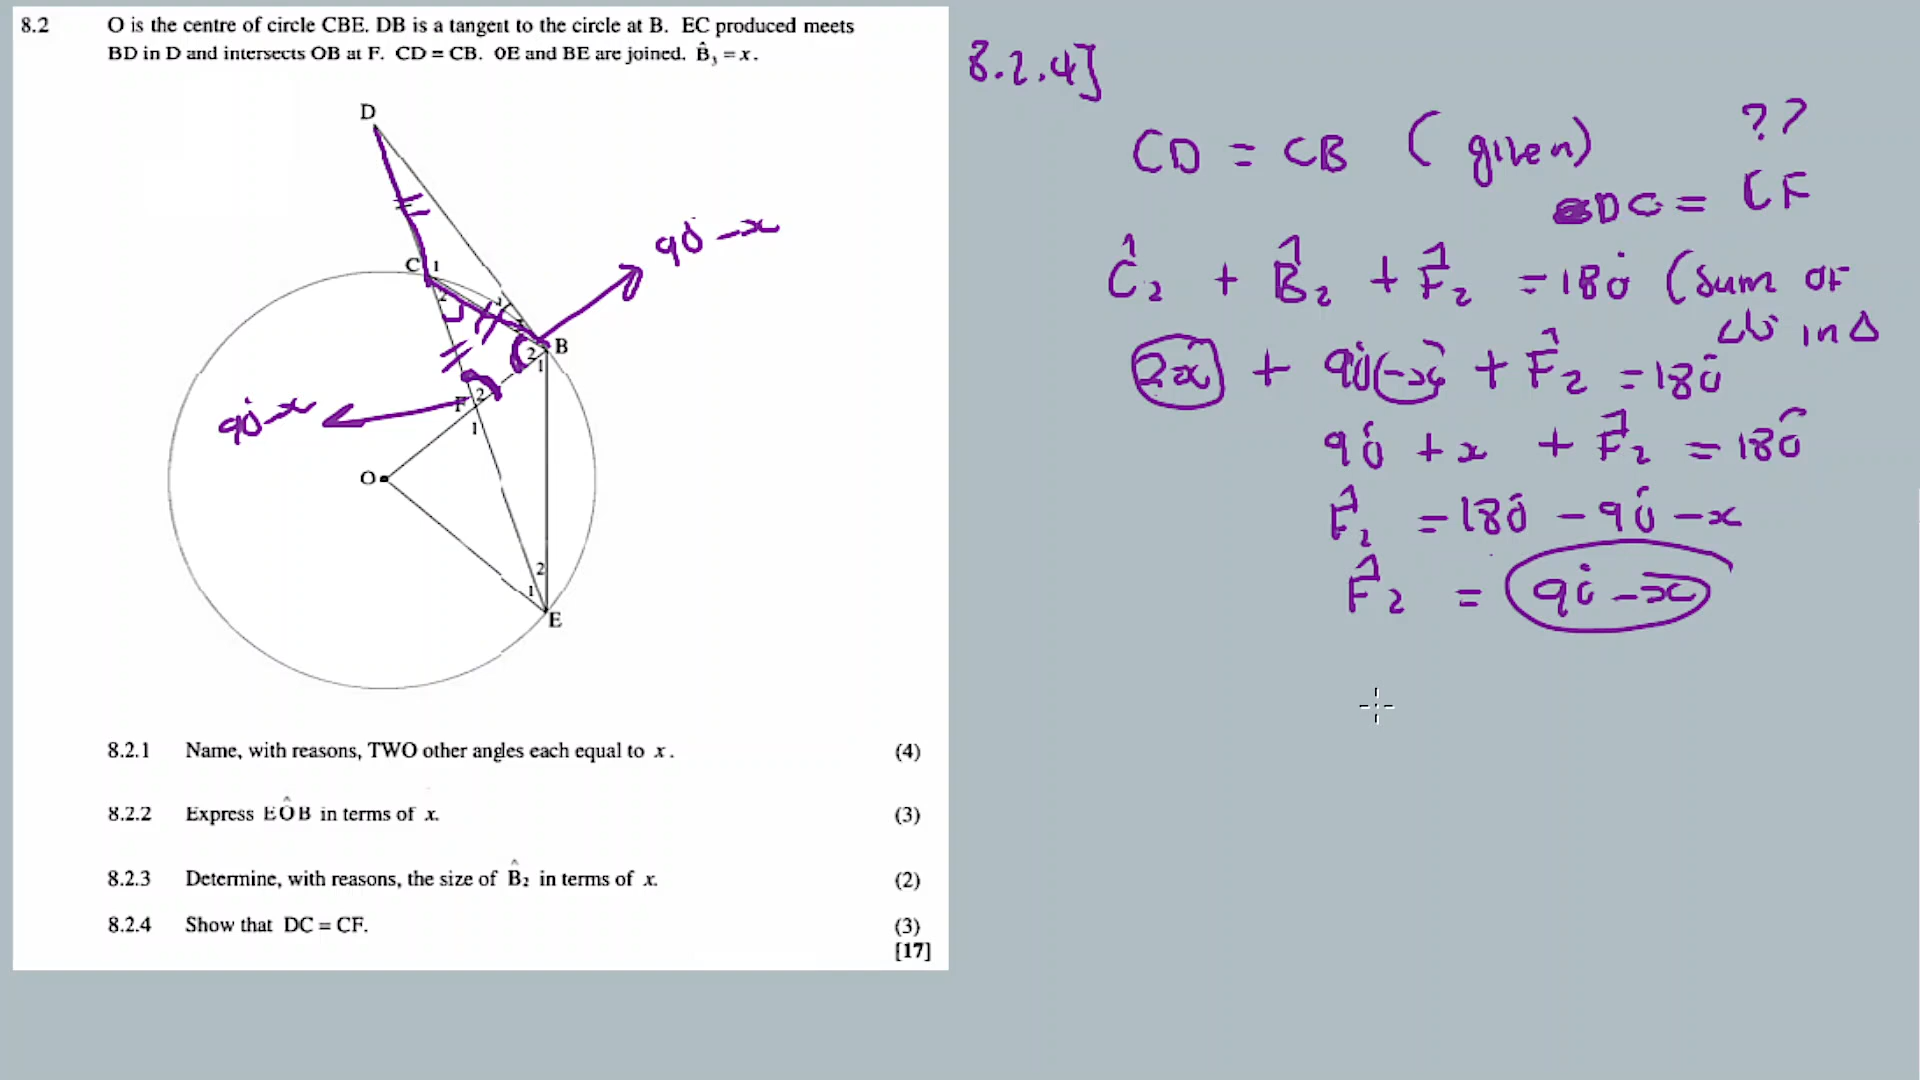 8.2 O is the centre of circle CBE. DB is a tangent to the circle at B. EC produced meets
BD in D and intersects OB at F. CD = CB. OE and BE are joined. B̂₃ = x.
D
C 1
2
1
3
2 B
1
90° - x
90° - x
F 2
1
O
2
1
E
8.2.1 Name, with reasons, TWO other angles each equal to x. (4)
8.2.2 Express EÔB in terms of x. (3)
8.2.3 Determine, with reasons, the size of B̂₂ in terms of x. (2)
8.2.4 Show that DC = CF. (3)
[17]
8.2.4]
CD = CB (given)
??
DC = CF
Ĉ₂ + B̂₂ + F̂₂ = 180° (sum of
∠s in Δ
2x + 90° - x + F̂₂ = 180°
90° + x + F̂₂ = 180°
F̂₂ = 180° - 90° - x
F̂₂ = 90° - x